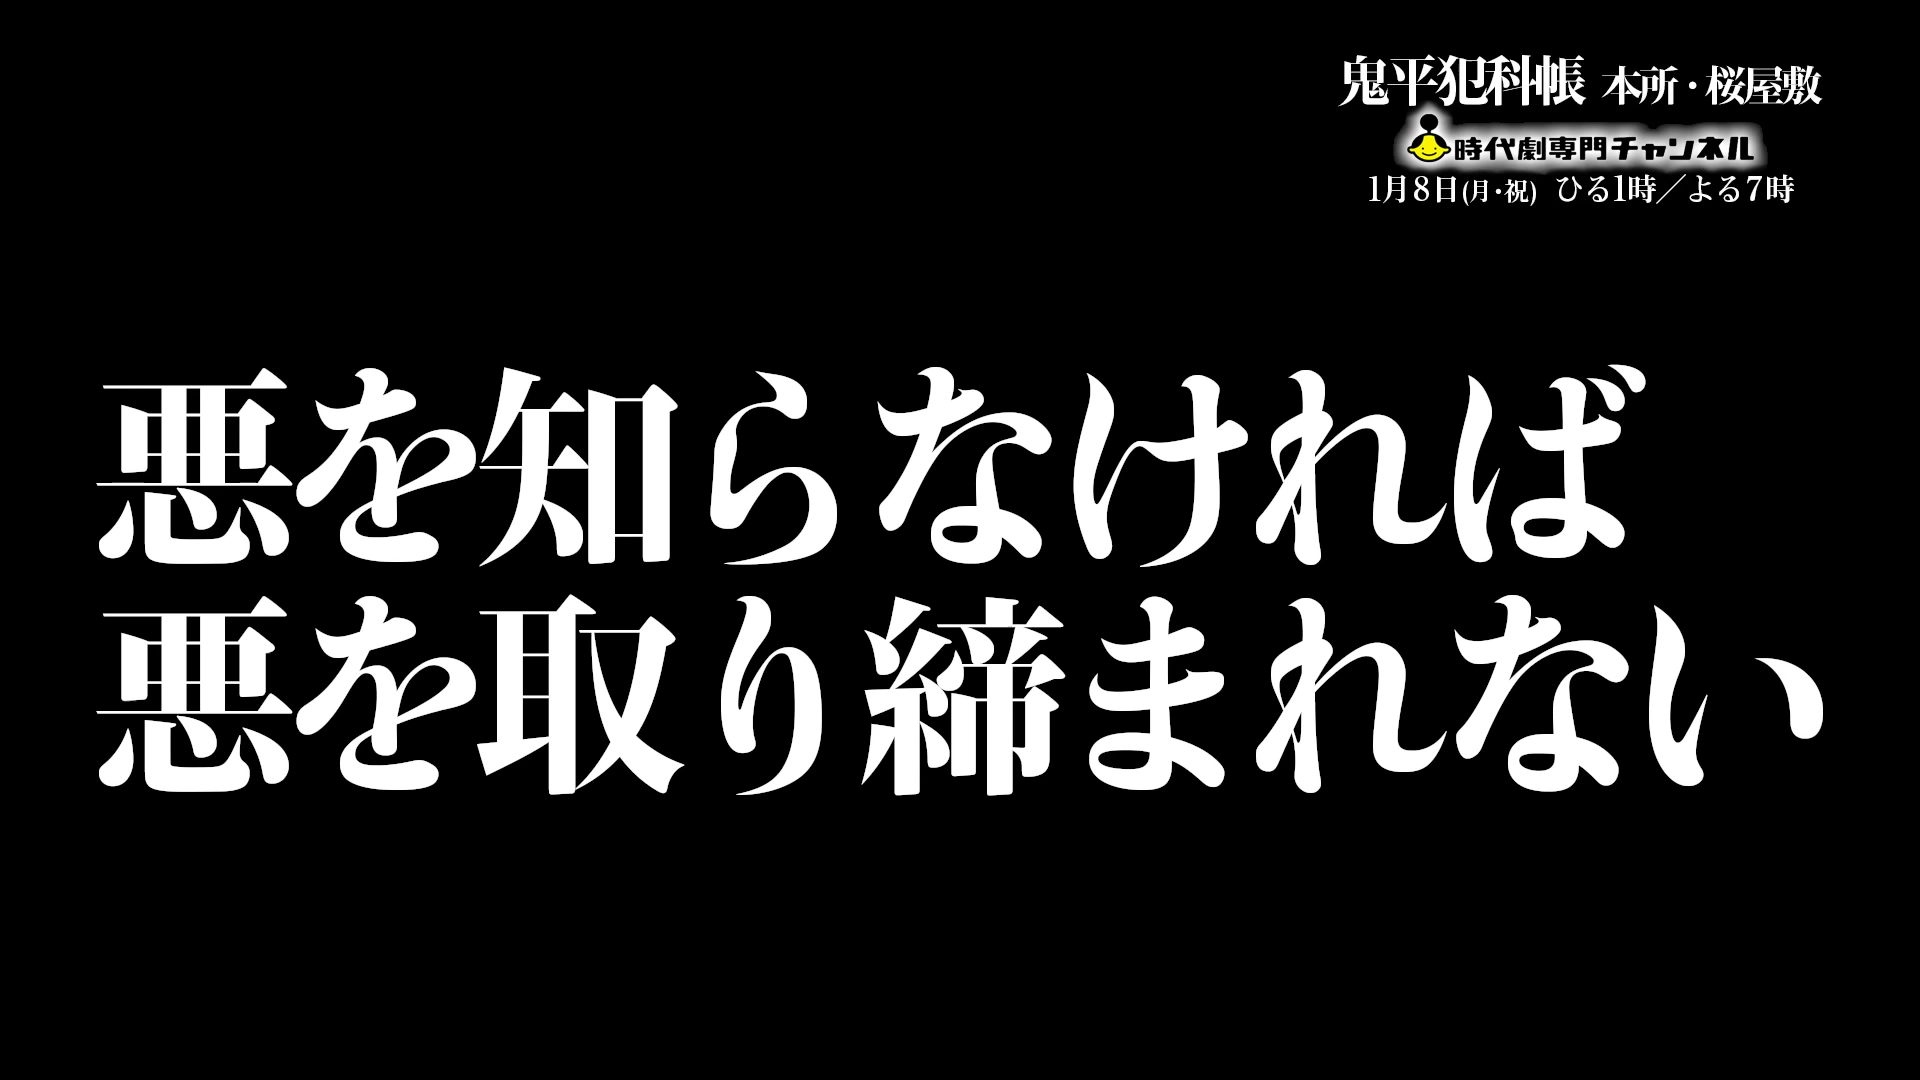 鬼平犯科帳 本所・桜屋敷
時代劇専門チャンネル
1月8日(月・祝) ひる1時／よる7時
悪を知らなければ
悪を取り締まれない